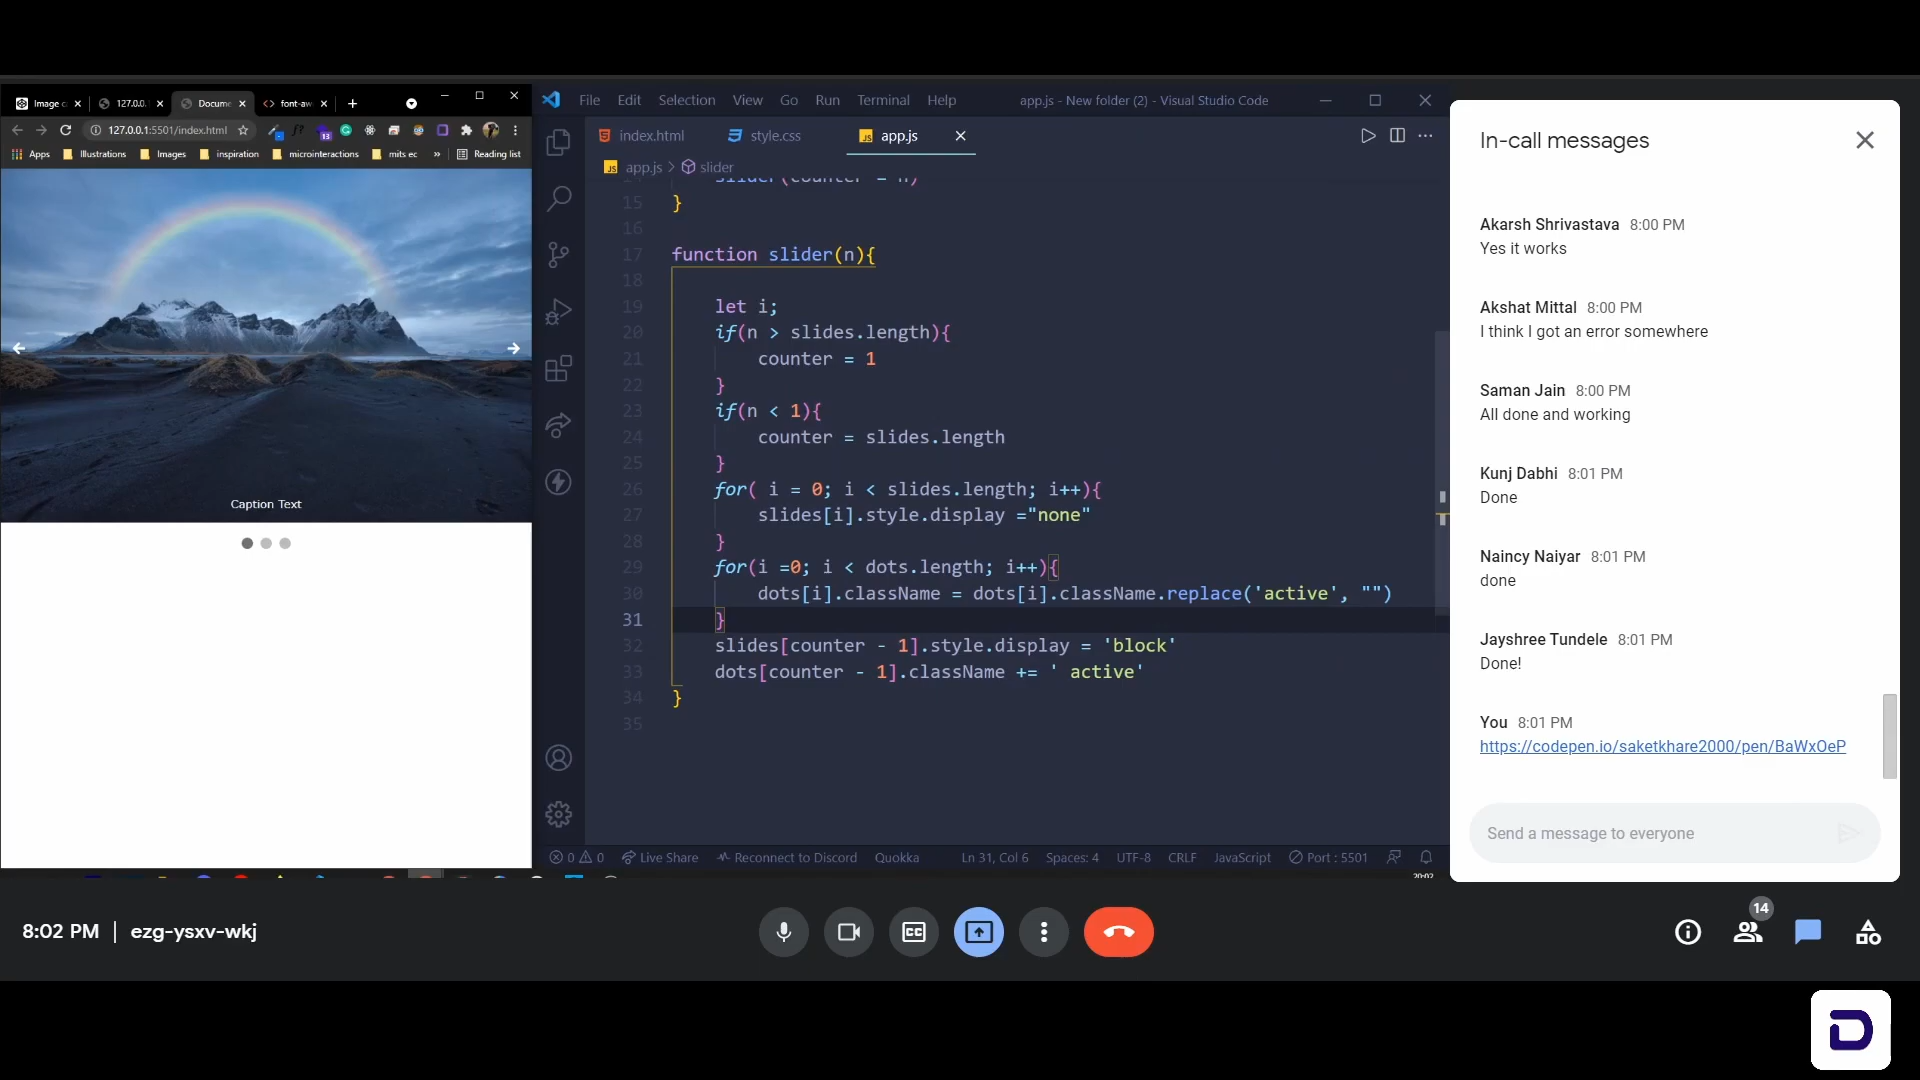 Image c
127.0.0.
Docume
font-aw
127.0.0.1:5501/index.html
13
Apps
Illustrations
Images
inspiration
microinteractions
mits ec
»
Reading list
Caption Text
File Edit Selection View Go Run Terminal Help
app.js - New folder (2) - Visual Studio Code
index.html
style.css
JS app.js
JS app.js > slider
slider(counter = n)
15 }
16
17 function slider(n){
18
19 let i;
20 if(n > slides.length){
21 counter = 1
22 }
23 if(n < 1){
24 counter = slides.length
25 }
26 for( i = 0; i < slides.length; i++){
27 slides[i].style.display ="none"
28 }
29 for(i =0; i < dots.length; i++){
30 dots[i].className = dots[i].className.replace('active', "")
31 }
32 slides[counter - 1].style.display = 'block'
33 dots[counter - 1].className += ' active'
34 }
35
0 0 Live Share Reconnect to Discord Quokka Ln 31, Col 6 Spaces: 4 UTF-8 CRLF JavaScript Port : 5501
In-call messages
Akarsh Shrivastava 8:00 PM
Yes it works
Akshat Mittal 8:00 PM
I think I got an error somewhere
Saman Jain 8:00 PM
All done and working
Kunj Dabhi 8:01 PM
Done
Naincy Naiyar 8:01 PM
done
Jayshree Tundele 8:01 PM
Done!
You 8:01 PM
https://codepen.io/saketkhare2000/pen/BaWxOeP
Send a message to everyone
8:02 PM | ezg-ysxv-wkj
CC
14
D